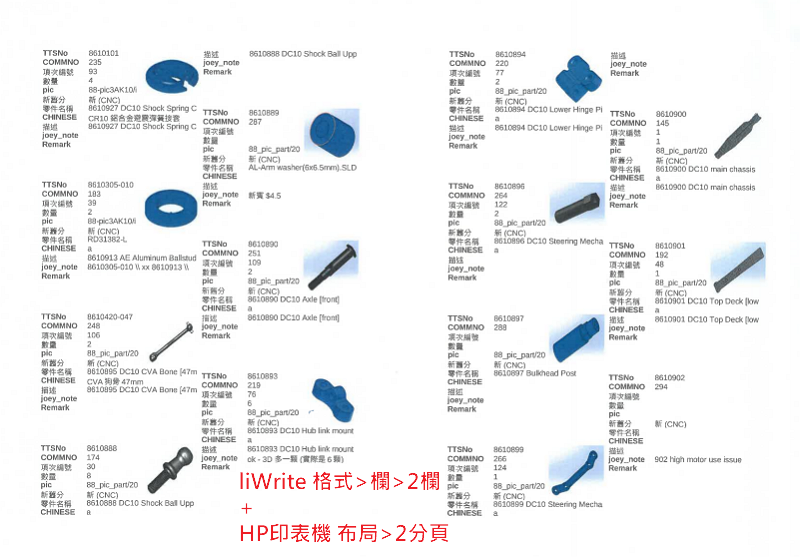 TTSNo 8610101
COMMNO 235
項次編號 93
數量 4
pic 88-pic3AK10/i
新舊分 新 (CNC)
零件名稱 8610927 DC10 Shock Spring C
CHINESE CR10 鋁合金避震彈簧接套
描述 8610927 DC10 Shock Spring C
joey_note
Remark
TTSNo 8610305-010
COMMNO 183
項次編號 39
數量 2
pic 88-pic3AK10/i
新舊分 新 (CNC)
零件名稱 RD31382-L
CHINESE a
描述 8610913 AE Aluminum Ballstud
joey_note 8610305-010 \\ xx 8610913 \\
Remark
TTSNo 8610420-047
COMMNO 248
項次編號 106
數量 2
pic 88_pic_part/20
新舊分 新 (CNC)
零件名稱 8610895 DC10 CVA Bone [47m
CHINESE CVA 狗骨 47mm
描述 8610895 DC10 CVA Bone [47m
joey_note
Remark
TTSNo 8610888
COMMNO 174
項次編號 30
數量 8
pic 88_pic_part/20
新舊分 新 (CNC)
零件名稱 8610888 DC10 Shock Ball Upp
CHINESE a
描述 8610888 DC10 Shock Ball Upp
joey_note
Remark
TTSNo 8610889
COMMNO 287
項次編號
數量
pic 88_pic_part/20
新舊分 新 (CNC)
零件名稱 AL-Arm washer(6x6.5mm).SLD
CHINESE
描述
joey_note 新賓 $4.5
Remark
TTSNo 8610890
COMMNO 251
項次編號 109
數量 2
pic 88_pic_part/20
新舊分 新 (CNC)
零件名稱 8610890 DC10 Axle [front]
CHINESE a
描述 8610890 DC10 Axle [front]
joey_note
Remark
TTSNo 8610893
COMMNO 219
項次編號 76
數量 6
pic 88_pic_part/20
新舊分 新 (CNC)
零件名稱 8610893 DC10 Hub link mount
CHINESE a
描述 8610893 DC10 Hub link mount
joey_note ok - 3D 多一顆 (實際是 6 顆)
Remark
TTSNo 8610894
COMMNO 220
項次編號 77
數量 2
pic 88_pic_part/20
新舊分 新 (CNC)
零件名稱 8610894 DC10 Lower Hinge Pi
CHINESE a
描述 8610894 DC10 Lower Hinge Pi
joey_note
Remark
TTSNo 8610896
COMMNO 264
項次編號 122
數量 2
pic 88_pic_part/20
新舊分 新 (CNC)
零件名稱 8610896 DC10 Steering Mecha
CHINESE a
描述
joey_note
Remark
TTSNo 8610897
COMMNO 288
項次編號
數量
pic 88_pic_part/20
新舊分 新 (CNC)
零件名稱 8610897 Bulkhead Post
CHINESE
描述
joey_note
Remark
TTSNo 8610899
COMMNO 266
項次編號 124
數量 1
pic 88_pic_part/20
新舊分 新 (CNC)
零件名稱 8610899 DC10 Steering Mecha
CHINESE a
描述
joey_note
Remark
TTSNo 8610900
COMMNO 145
項次編號 1
數量 1
pic 88_pic_part/20
新舊分 新 (CNC)
零件名稱 8610900 DC10 main chassis
CHINESE a
描述 8610900 DC10 main chassis
joey_note
Remark
TTSNo 8610901
COMMNO 192
項次編號 48
數量 1
pic 88_pic_part/20
新舊分 新 (CNC)
零件名稱 8610901 DC10 Top Deck [low
CHINESE a
描述 8610901 DC10 Top Deck [low
joey_note
Remark
TTSNo 8610902
COMMNO 294
項次編號
數量
pic
新舊分 新 (CNC)
零件名稱
CHINESE
描述
joey_note 902 high motor use issue
Remark
liWrite 格式>欄>2欄
+
HP印表機 布局>2分頁